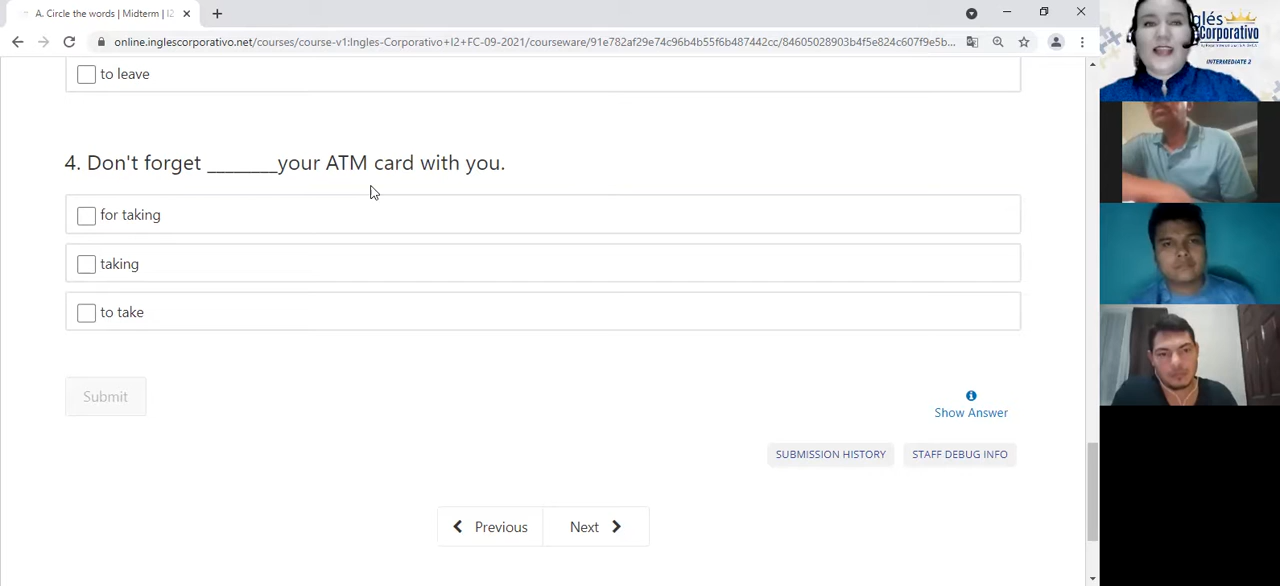 A. Circle the words | Midterm | I2
online.inglescorporativo.net/courses/course-v1:Ingles-Corporativo+I2+FC-09-2021/courseware/91e782af29e74c96b4b55f6b487442cc/84605028903b4f5e824c607f9e5b...
to leave
4. Don't forget ________your ATM card with you.
for taking
taking
to take
Submit
Show Answer
SUBMISSION HISTORY
STAFF DEBUG INFO
Previous
Next
glés
Corporativo
INTERMEDIATE 2